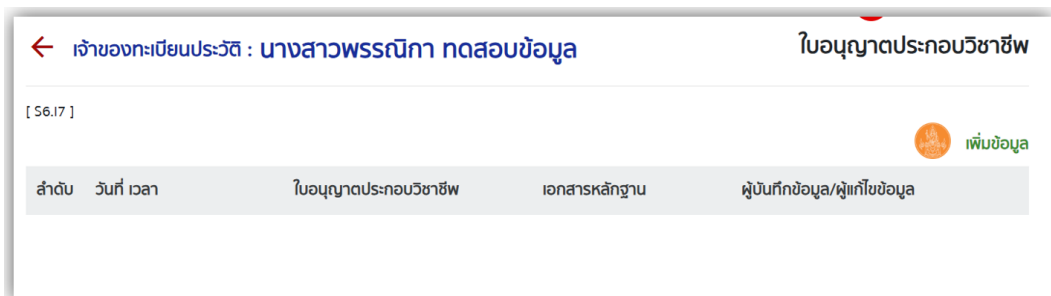 ← เจ้าของทะเบียนประวัติ : นางสาวพรรณิภา ทดสอบข้อมูล ใบอนุญาตประกอบวิชาชีพ
[ S6.I7 ]
เพิ่มข้อมูล
ลำดับ วันที่ เวลา ใบอนุญาตประกอบวิชาชีพ เอกสารหลักฐาน ผู้บันทึกข้อมูล/ผู้แก้ไขข้อมูล